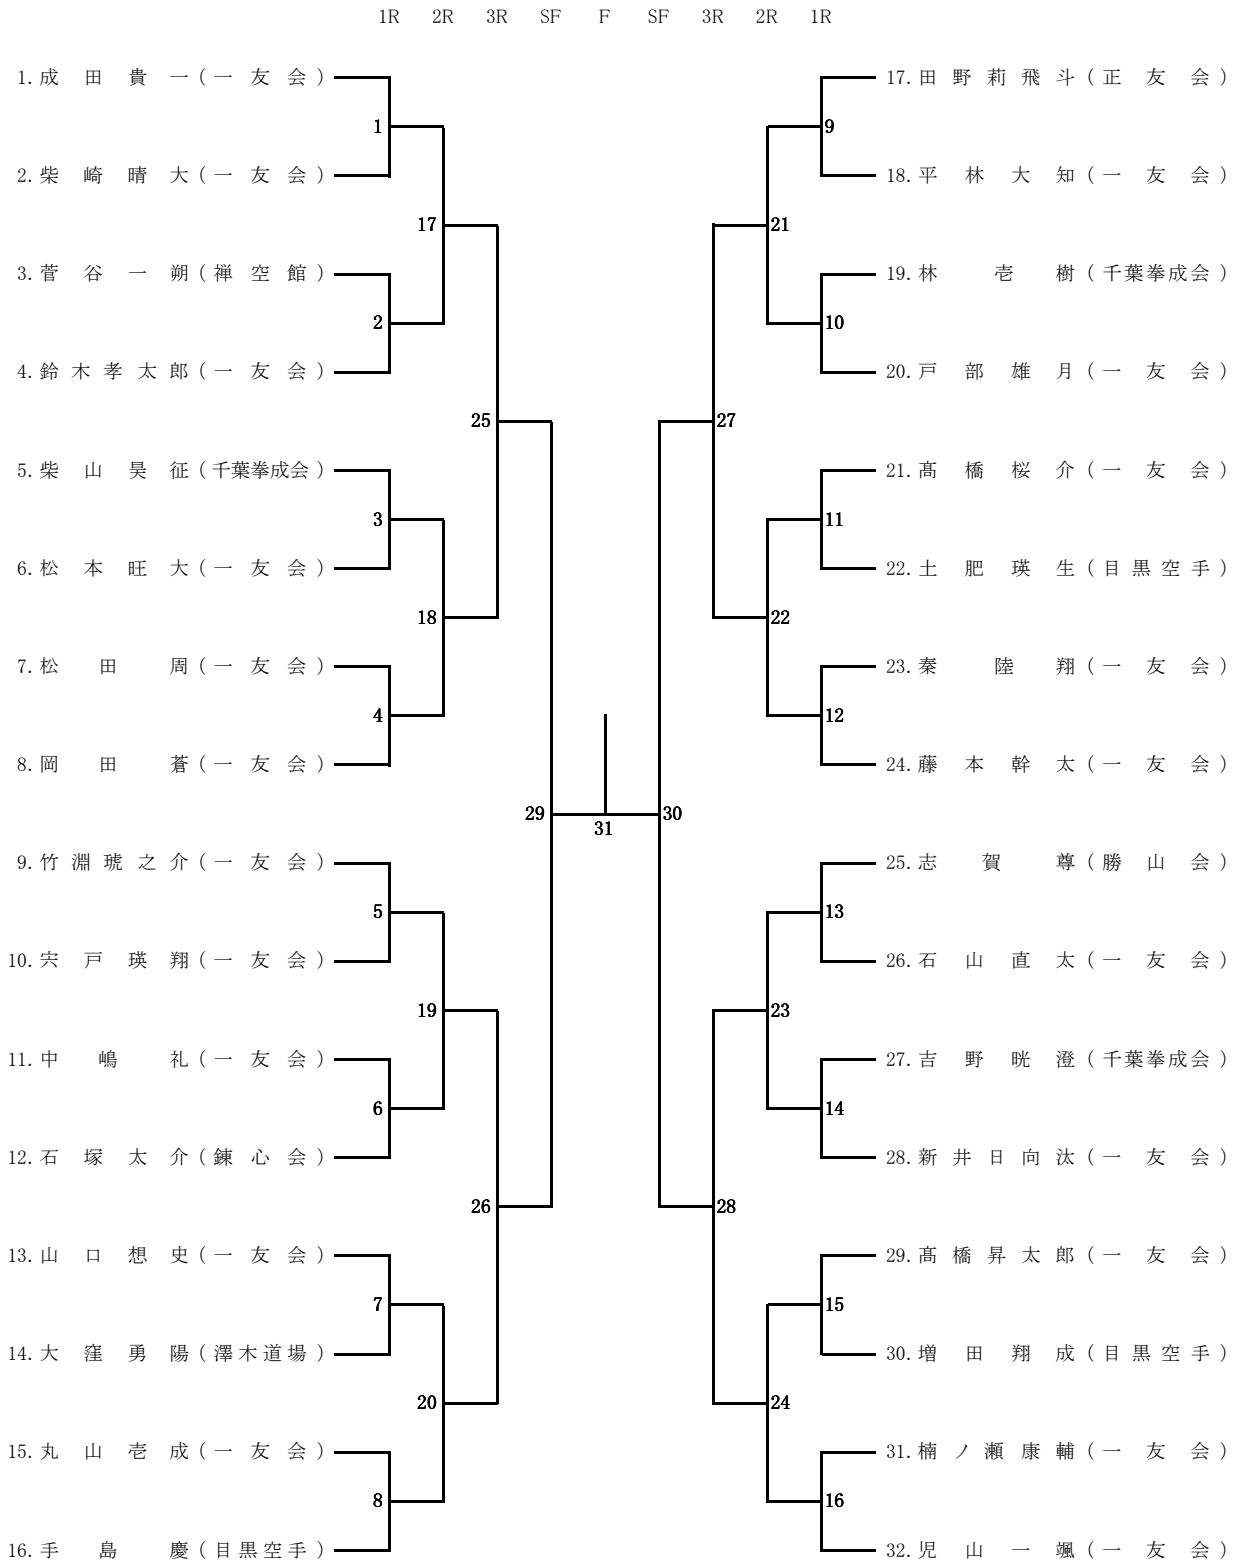 1R 2R 3R SF F SF 3R 2R 1R
1. 成田貴一 (一友会) 17. 田野莉飛斗 (正友会)
1 9
2. 柴崎晴大 (一友会) 18. 平林大知 (一友会)
17 21
3. 菅谷一朔 (禅空館) 19. 林壱樹 (千葉拳成会)
2 10
4. 鈴木孝太郎 (一友会) 20. 戸部雄月 (一友会)
25 27
5. 柴山昊征 (千葉拳成会) 21. 髙橋桜介 (一友会)
3 11
6. 松本旺大 (一友会) 22. 土肥瑛生 (目黒空手)
18 22
7. 松田周 (一友会) 23. 秦陸翔 (一友会)
4 12
8. 岡田蒼 (一友会) 24. 藤本幹太 (一友会)
29 31 30
9. 竹淵琥之介 (一友会) 25. 志賀尊 (勝山会)
5 13
10. 宍戸瑛翔 (一友会) 26. 石山直太 (一友会)
19 23
11. 中嶋礼 (一友会) 27. 吉野晄澄 (千葉拳成会)
6 14
12. 石塚太介 (錬心会) 28. 新井日向汰 (一友会)
26 28
13. 山口想史 (一友会) 29. 髙橋昇太郎 (一友会)
7 15
14. 大窪勇陽 (澤木道場) 30. 増田翔成 (目黒空手)
20 24
15. 丸山壱成 (一友会) 31. 楠ノ瀬康輔 (一友会)
8 16
16. 手島慶 (目黒空手) 32. 児山一颯 (一友会)